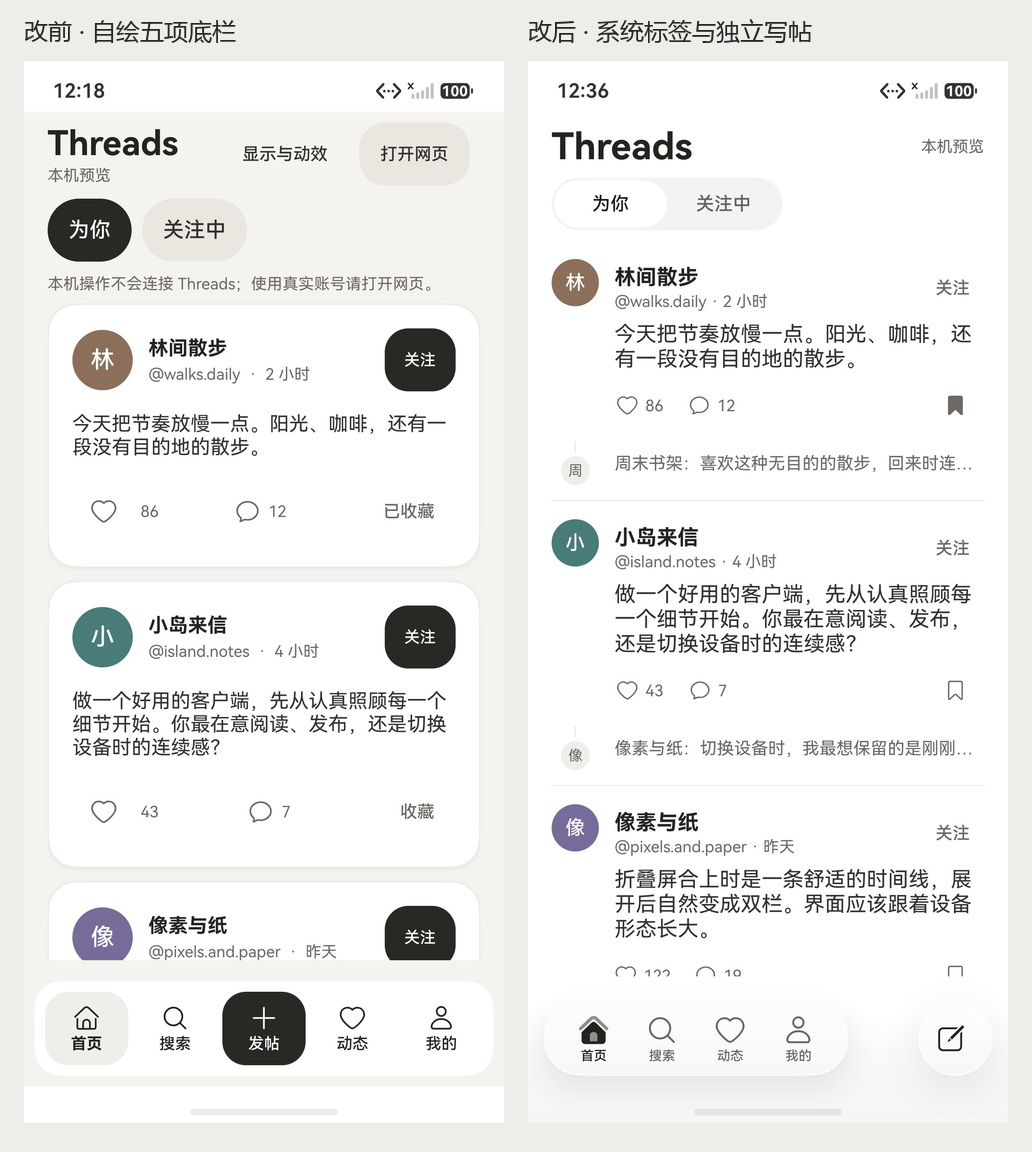 改前 · 自绘五项底栏
12:18
100
Threads
本机预览
显示与动效
打开网页
为你
关注中
本机操作不会连接 Threads；使用真实账号请打开网页。
林
林间散步
@walks.daily · 2 小时
关注
今天把节奏放慢一点。阳光、咖啡，还有一
段没有目的地的散步。
86
12
已收藏
小
小岛来信
@island.notes · 4 小时
关注
做一个好用的客户端，先从认真照顾每一个
细节开始。你最在意阅读、发布，还是切换
设备时的连续感？
43
7
收藏
像
像素与纸
@pixels.and.paper · 昨天
关注
首页
搜索
发帖
动态
我的
改后 · 系统标签与独立写帖
12:36
100
Threads
本机预览
为你
关注中
林
林间散步
@walks.daily · 2 小时
关注
今天把节奏放慢一点。阳光、咖啡，还
有一段没有目的地的散步。
86
12
周
周末书架：喜欢这种无目的的散步，回来时连…
小
小岛来信
@island.notes · 4 小时
关注
做一个好用的客户端，先从认真照顾每
一个细节开始。你最在意阅读、发布，
还是切换设备时的连续感？
43
7
像
像素与纸：切换设备时，我最想保留的是刚刚…
像
像素与纸
@pixels.and.paper · 昨天
关注
折叠屏合上时是一条舒适的时间线，展
开后自然变成双栏。界面应该跟着设备
形态长大。
122
19
首页
搜索
动态
我的